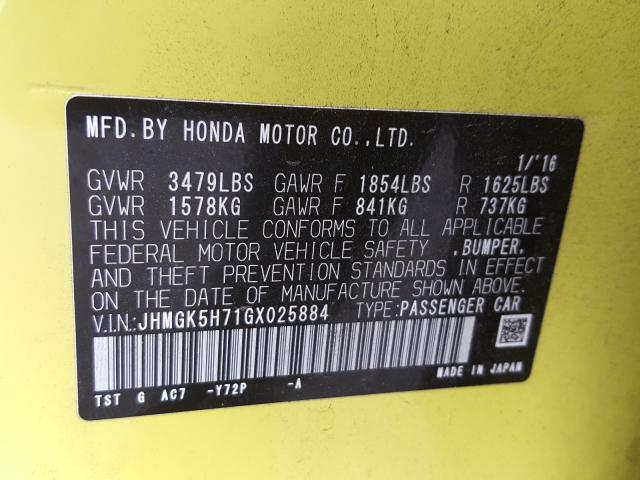 MFD.BY HONDA MOTOR CO.,LTD.
1/'16
GVWR 3479LBS GAWR F 1854LBS R 1625LBS
GVWR 1578KG GAWR F 841KG R 737KG
THIS VEHICLE CONFORMS TO ALL APPLICABLE
FEDERAL MOTOR VEHICLE SAFETY ,BUMPER,
AND THEFT PREVENTION STANDARDS IN EFFECT
ON THE DATE OF MANUFACTURE SHOWN ABOVE.
V.I.N.:JHMGK5H71GX025884 TYPE:PASSENGER CAR
MADE IN JAPAN
TST G AC7 -Y72P -A